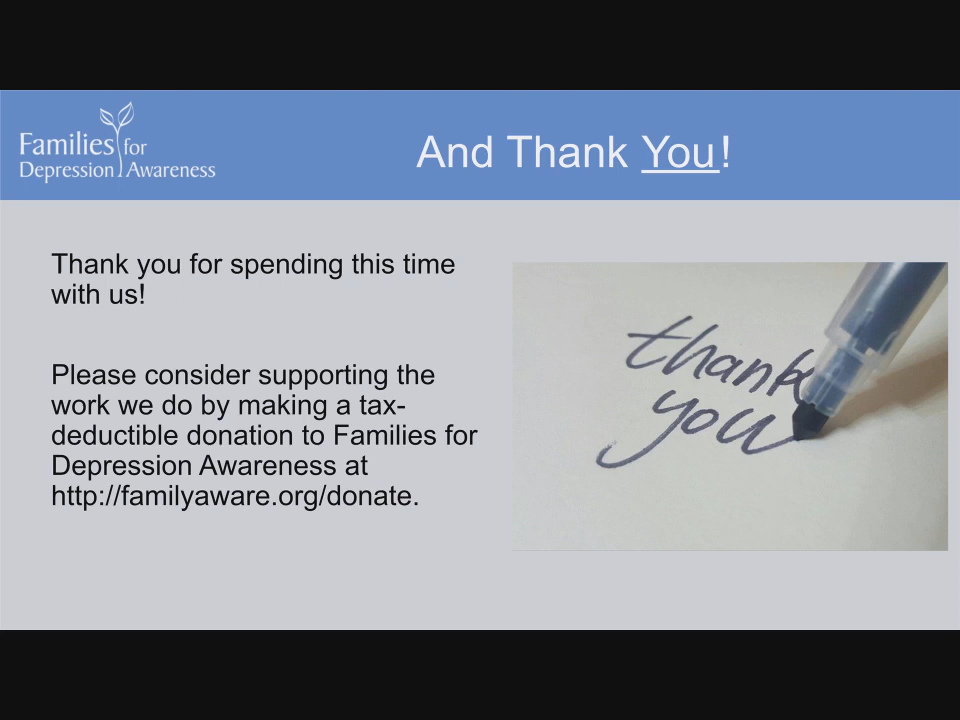 Families for
Depression Awareness
And Thank You!
Thank you for spending this time
with us!
Please consider supporting the
work we do by making a tax-
deductible donation to Families for
Depression Awareness at
http://familyaware.org/donate.
thank
you